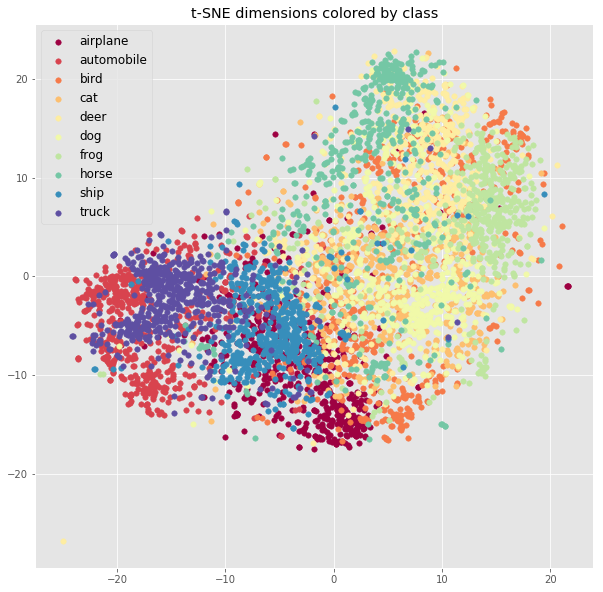 t-SNE dimensions colored by class
airplane
automobile
bird
cat
deer
dog
frog
horse
ship
truck
20
10
0
−10
−20
−20
−10
0
10
20